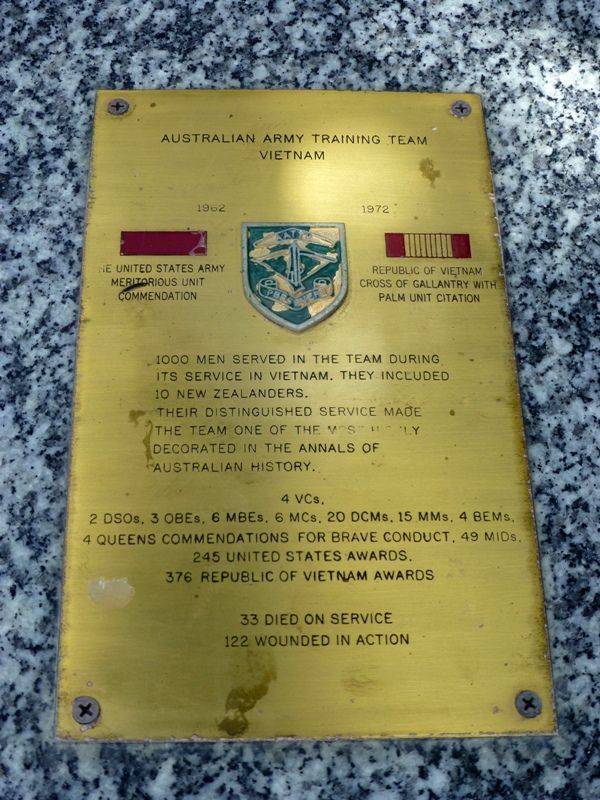 AUSTRALIAN ARMY TRAINING TEAM
VIETNAM
1962 1972
THE UNITED STATES ARMY
MERITORIOUS UNIT
COMMENDATION
AATTV
PERSEVERE
REPUBLIC OF VIETNAM
CROSS OF GALLANTRY WITH
PALM UNIT CITATION
1000 MEN SERVED IN THE TEAM DURING
ITS SERVICE IN VIETNAM. THEY INCLUDED
10 NEW ZEALANDERS.
THEIR DISTINGUISHED SERVICE MADE
THE TEAM ONE OF THE MOST HIGHLY
DECORATED IN THE ANNALS OF
AUSTRALIAN HISTORY.
4 VCs,
2 DSOs, 3 OBEs, 6 MBEs, 6 MCs, 20 DCMs, 15 MMs, 4 BEMs,
4 QUEENS COMMENDATIONS FOR BRAVE CONDUCT, 49 MIDs,
245 UNITED STATES AWARDS,
376 REPUBLIC OF VIETNAM AWARDS
33 DIED ON SERVICE
122 WOUNDED IN ACTION